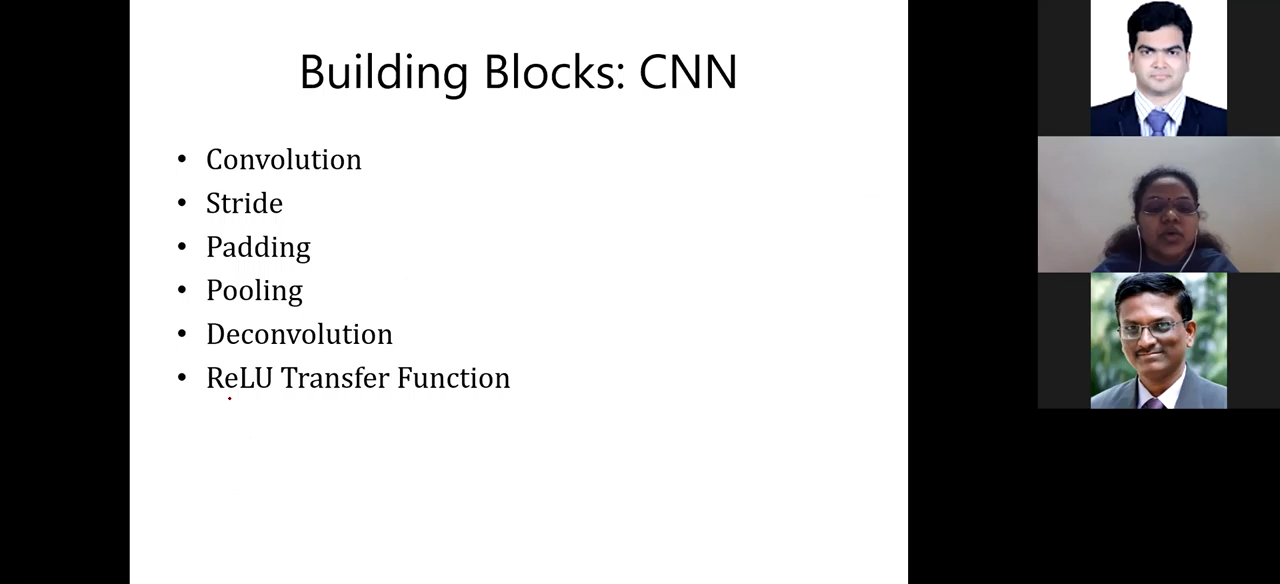 Building Blocks: CNN
• Convolution
• Stride
• Padding
• Pooling
• Deconvolution
• ReLU Transfer Function